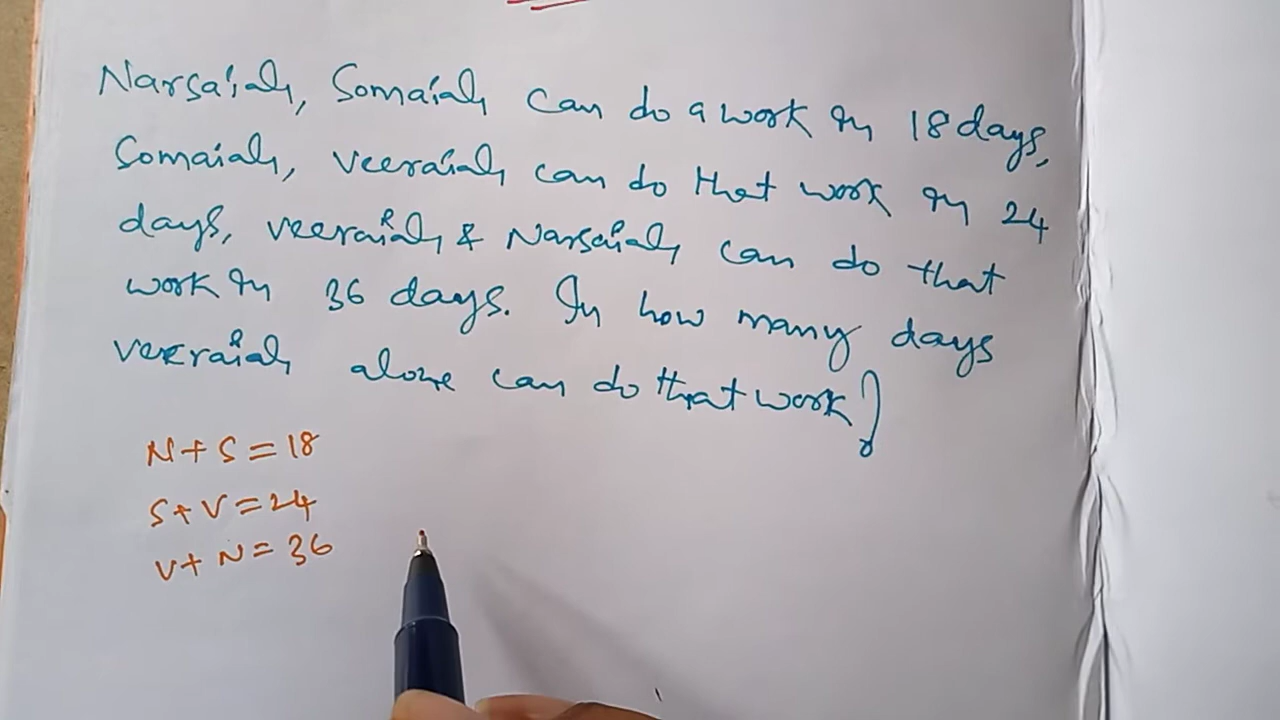 Narsaiah, Somaiah can do a work in 18 days,
Somaiah, Veeraiah can do that work in 24
days, Veeraiah & Narsaiah can do that
work in 36 days. In how many days
Veeraiah alone can do that work?
N+S=18
S+V=24
V+N=36